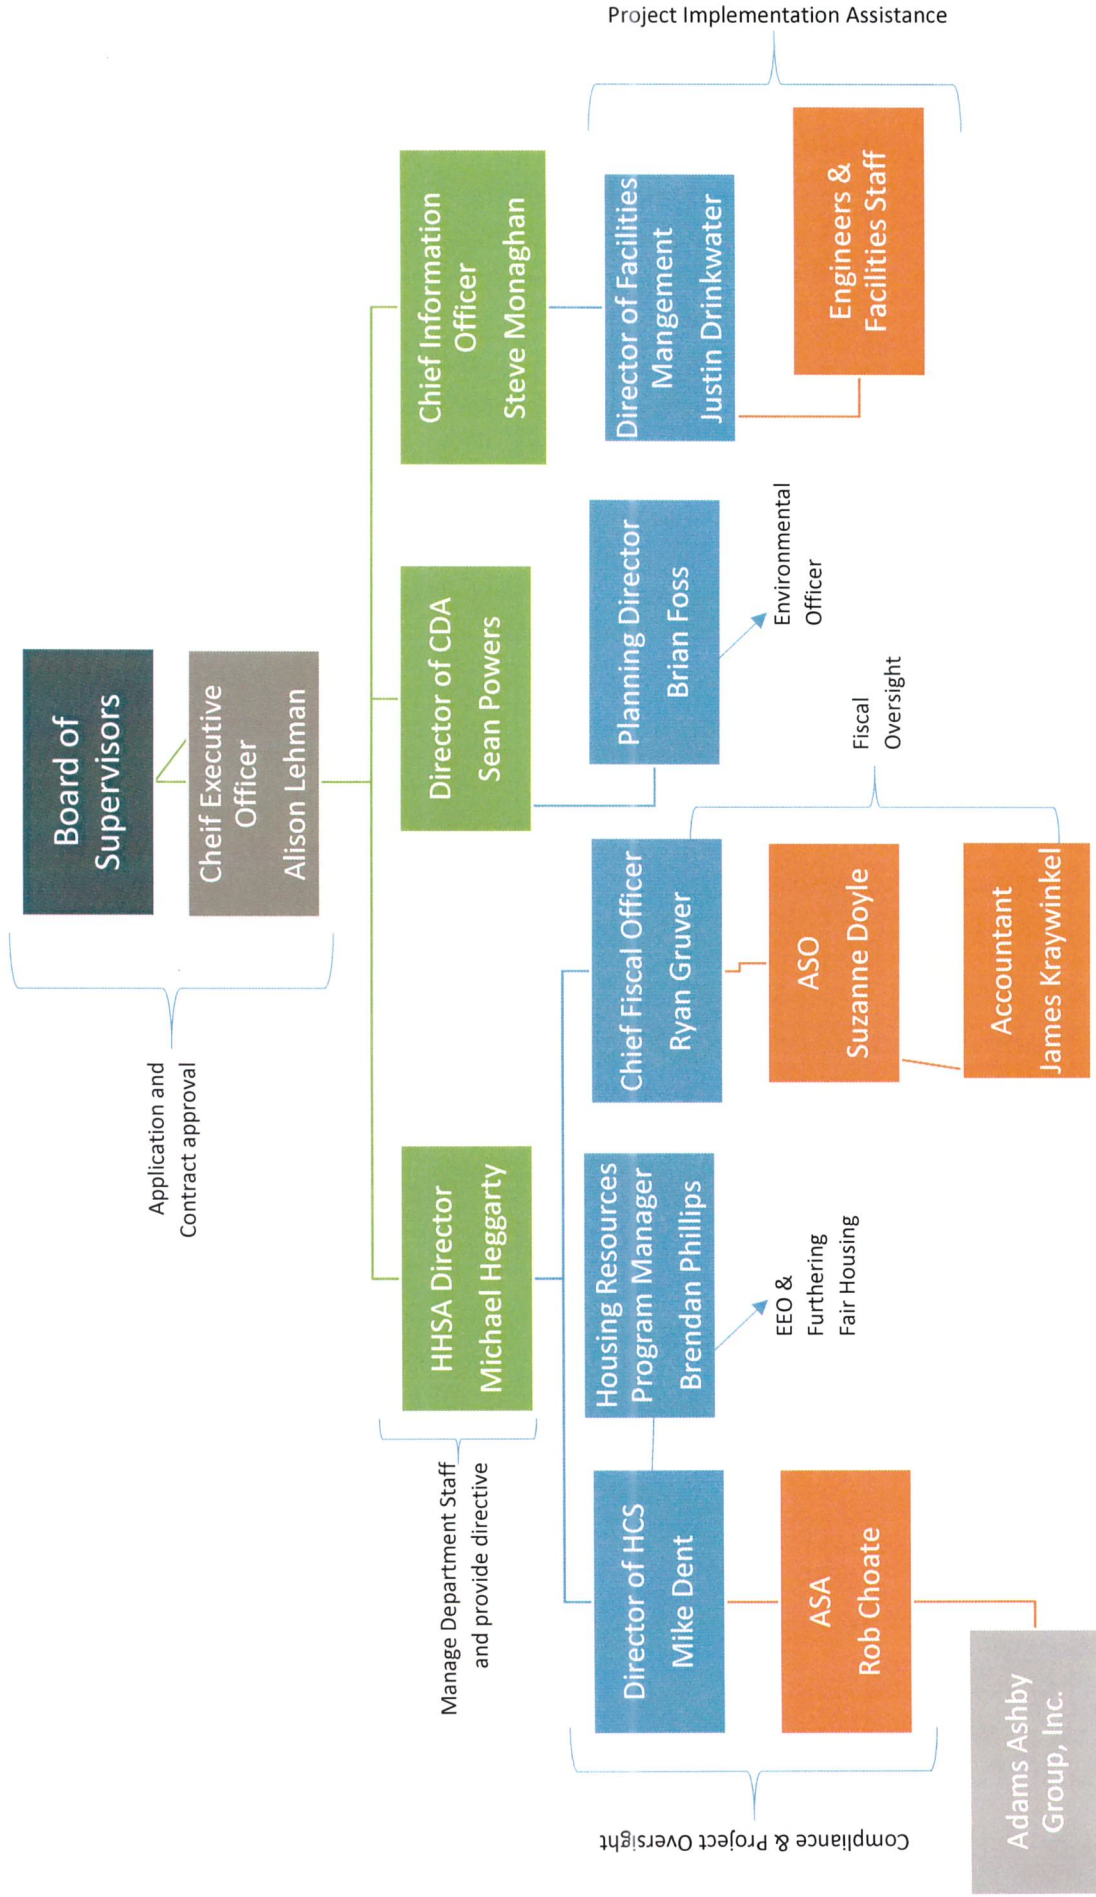 Board of
Supervisors
Cheif Executive
Officer
Alison Lehman
Application and
Contract approval
HHSA Director
Michael Heggarty
Manage Department Staff
and provide directive
Director of CDA
Sean Powers
Chief Information
Officer
Steve Monaghan
Director of HCS
Mike Dent
Housing Resources
Program Manager
Brendan Phillips
Chief Fiscal Officer
Ryan Gruver
Planning Director
Brian Foss
Director of Facilities
Mangement
Justin Drinkwater
Project Implementation Assistance
Compliance & Project Oversight
ASA
Rob Choate
EEO &
Furthering
Fair Housing
ASO
Suzanne Doyle
Fiscal
Oversight
Environmental
Officer
Engineers &
Facilities Staff
Adams Ashby
Group, Inc.
Accountant
James Kraywinkel